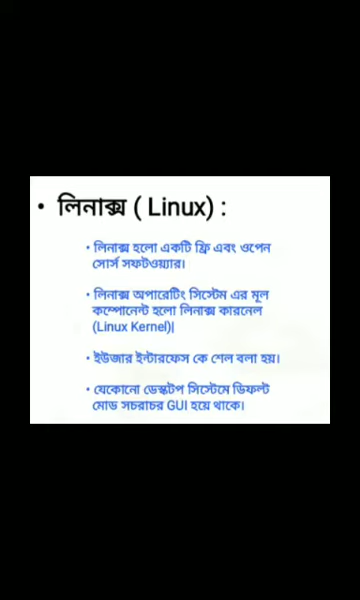 • লিনাক্স ( Linux) :
• লিনাক্স হলো একটি ফ্রি এবং ওপেন
সোর্স সফটওয়্যার।
• লিনাক্স অপারেটিং সিস্টেম এর মূল
কম্পোনেন্ট হলো লিনাক্স কারনেল
(Linux Kernel)|
• ইউজার ইন্টারফেস কে শেল বলা হয়।
• যেকোনো ডেস্কটপ সিস্টেমে ডিফল্ট
মোড সচরাচর GUI হয়ে থাকে।